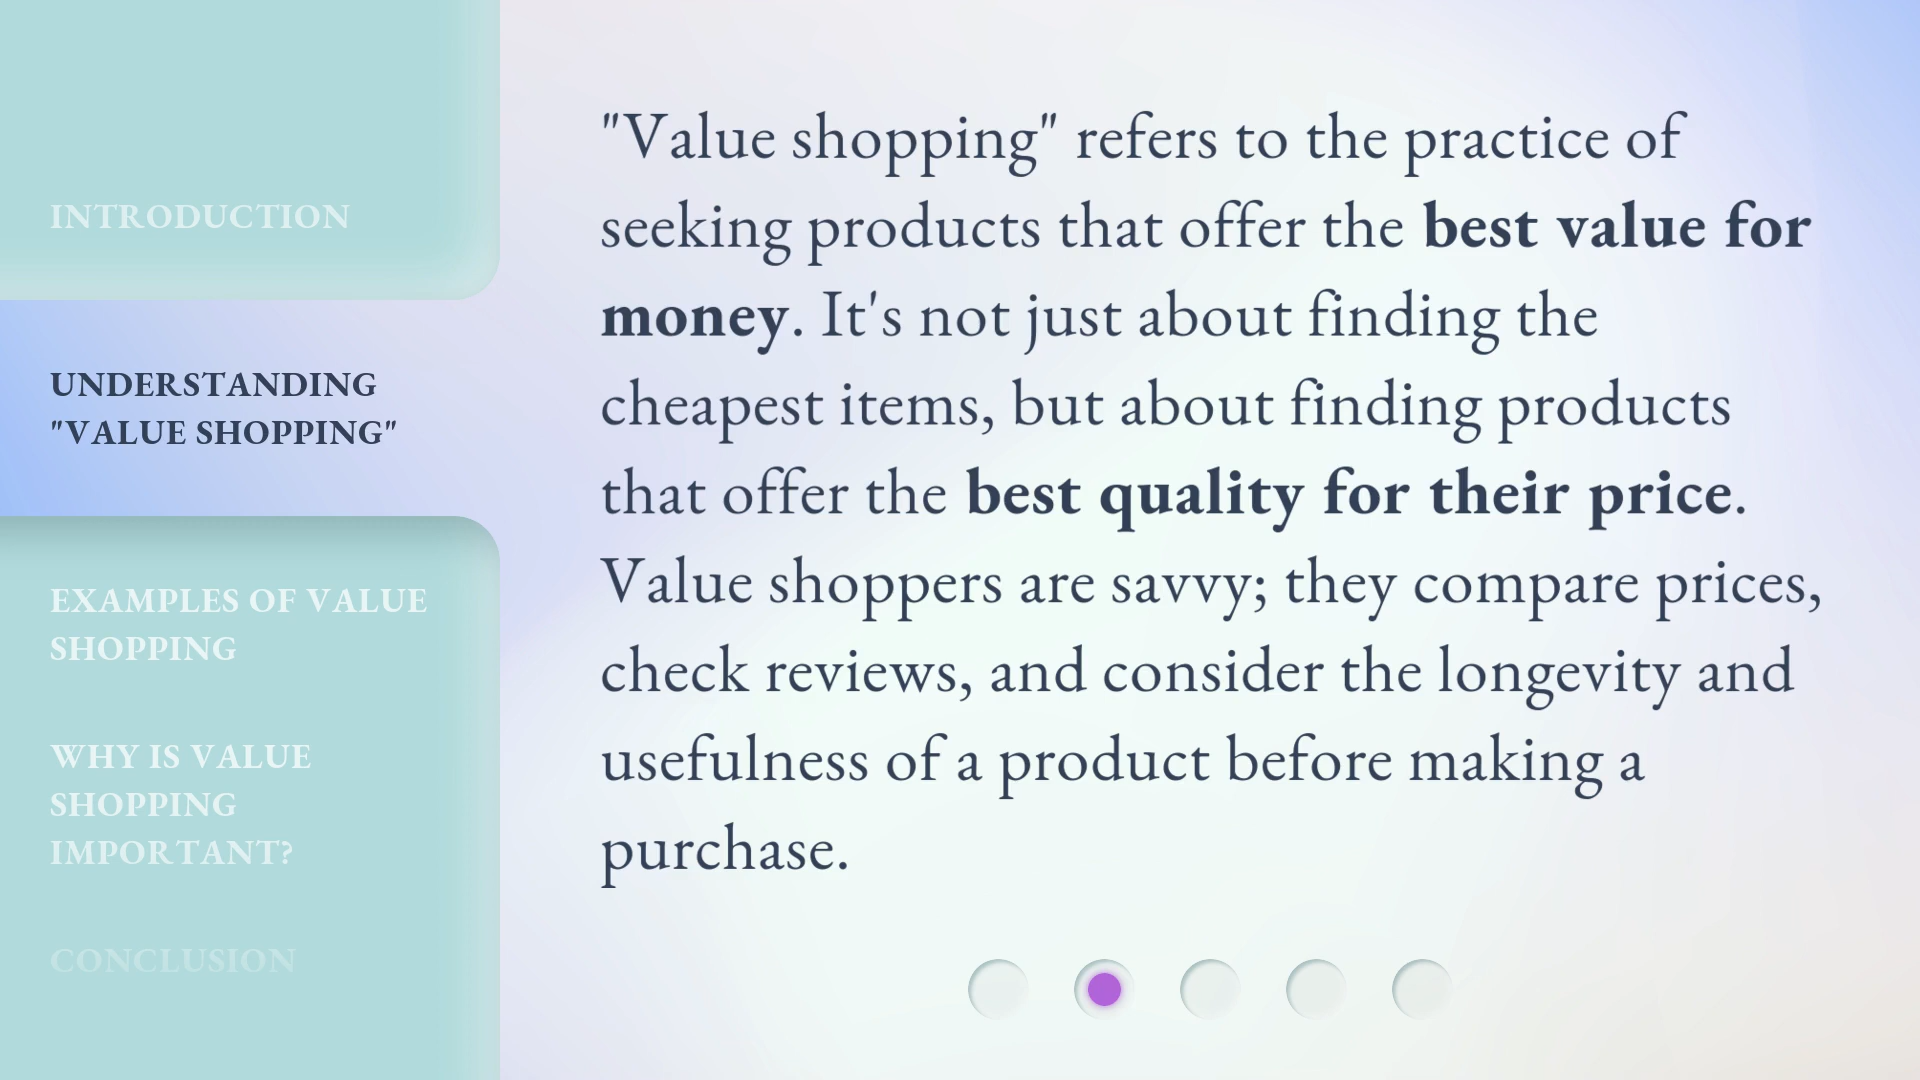 INTRODUCTION
UNDERSTANDING
"VALUE SHOPPING"
EXAMPLES OF VALUE
SHOPPING
WHY IS VALUE
SHOPPING
IMPORTANT?
CONCLUSION
"Value shopping" refers to the practice of
seeking products that offer the best value for
money. It's not just about finding the
cheapest items, but about finding products
that offer the best quality for their price.
Value shoppers are savvy; they compare prices,
check reviews, and consider the longevity and
usefulness of a product before making a
purchase.